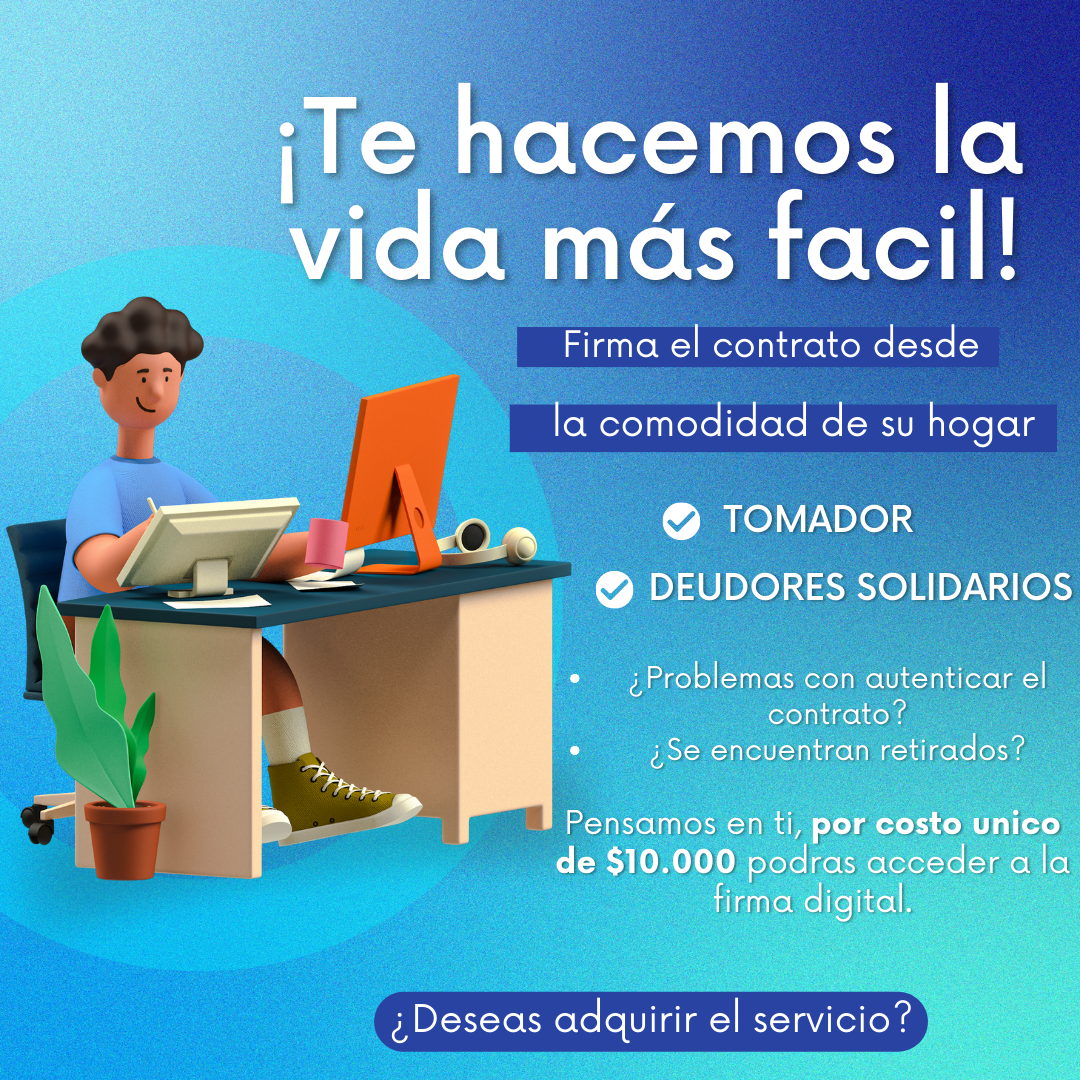 ¡Te hacemos la
vida más facil!
Firma el contrato desde
la comodidad de su hogar
TOMADOR
DEUDORES SOLIDARIOS
• ¿Problemas con autenticar el
contrato?
• ¿Se encuentran retirados?
Pensamos en ti, por costo unico
de $10.000 podras acceder a la
firma digital.
¿Deseas adquirir el servicio?